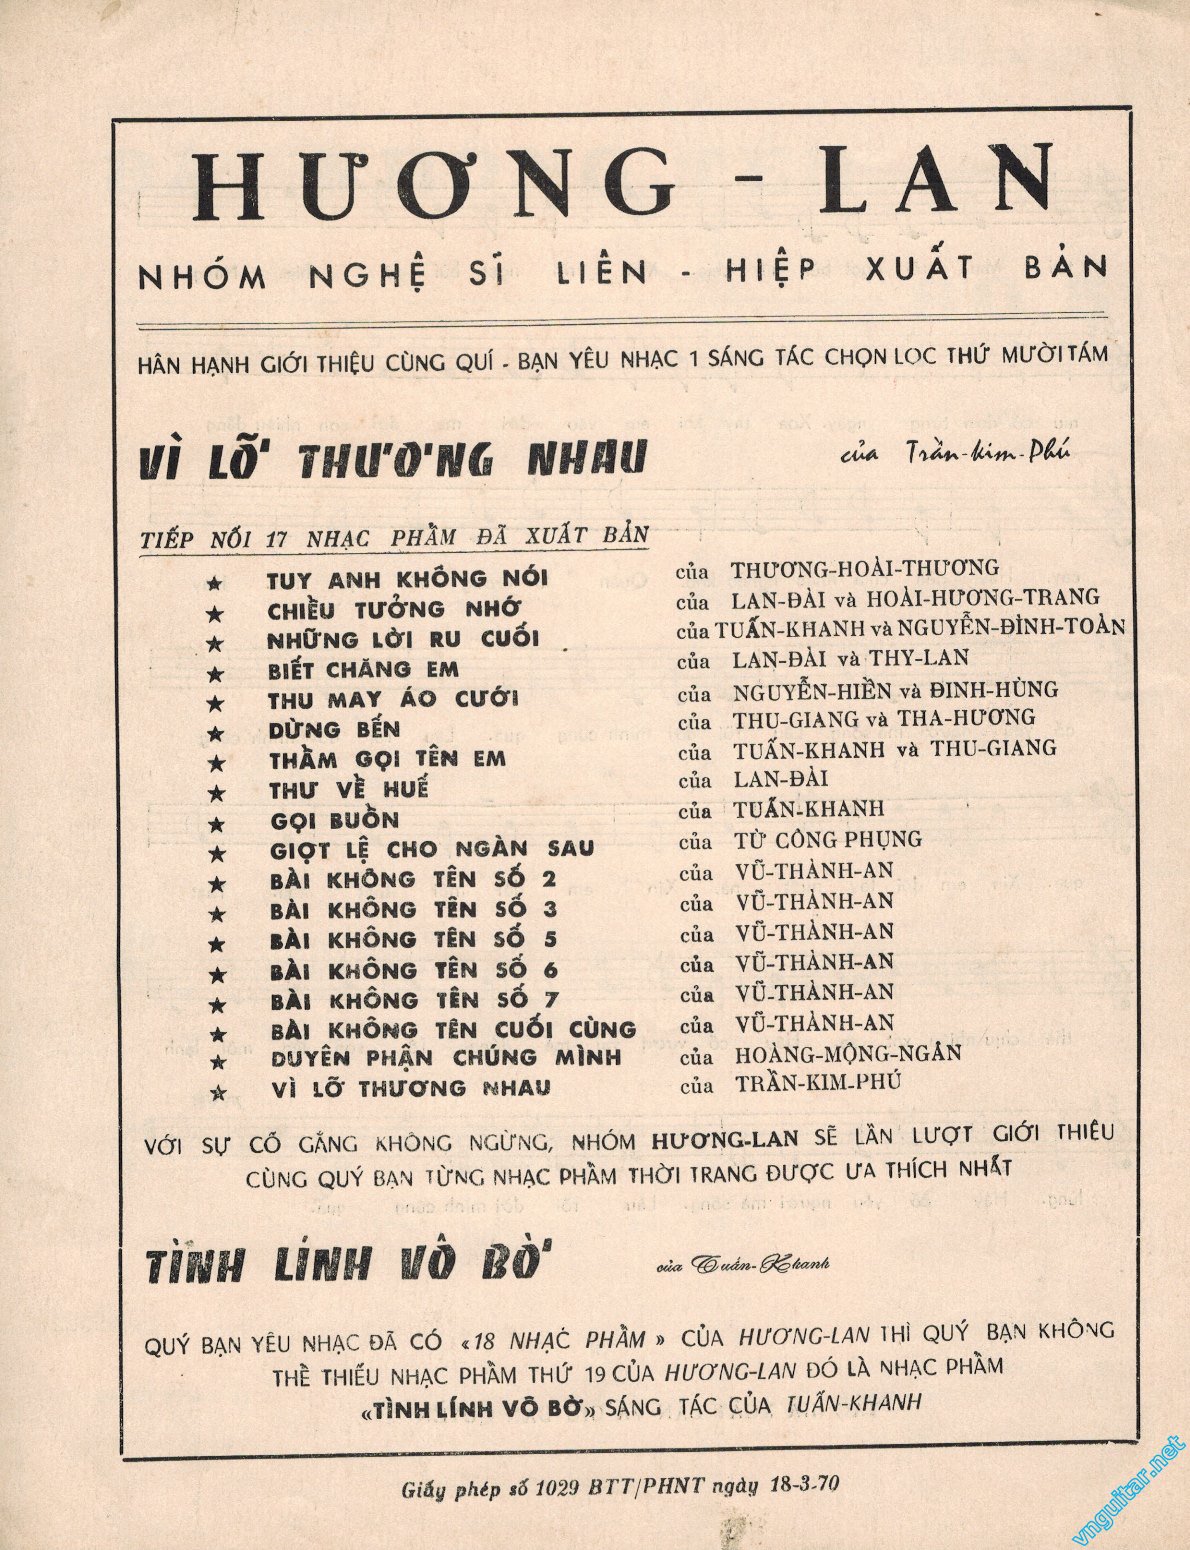 HƯƠNG - LAN
NHÓM NGHỆ SĨ LIÊN - HIỆP XUẤT BẢN
HÂN HẠNH GIỚI THIỆU CÙNG QUÍ - BẠN YÊU NHẠC 1 SÁNG TÁC CHỌN LỌC THỨ MƯỜI TÁM
VÌ LỠ THƯƠNG NHAU của Trần-kim-Phú
TIẾP NỐI 17 NHẠC PHẨM ĐÃ XUẤT BẢN
★ TUY ANH KHÔNG NÓI của THƯƠNG-HOÀI-THƯƠNG
★ CHIỀU TƯỞNG NHỚ của LAN-ĐÀI và HOÀI-HƯƠNG-TRANG
★ NHỮNG LỜI RU CUỐI của TUẤN-KHANH và NGUYỄN-ĐÌNH-TOÀN
★ BIẾT CHĂNG EM của LAN-ĐÀI và THY-LAN
★ THU MAY ÁO CƯỚI của NGUYỄN-HIỀN và ĐINH-HÙNG
★ DỪNG BẾN của THU-GIANG và THA-HƯƠNG
★ THẦM GỌI TÊN EM của TUẤN-KHANH và THU-GIANG
★ THƯ VỀ HUẾ của LAN-ĐÀI
★ GỌI BUỒN của TUẤN-KHANH
★ GIỌT LỆ CHO NGÀN SAU của TỪ CÔNG PHỤNG
★ BÀI KHÔNG TÊN SỐ 2 của VŨ-THÀNH-AN
★ BÀI KHÔNG TÊN SỐ 3 của VŨ-THÀNH-AN
★ BÀI KHÔNG TÊN SỐ 5 của VŨ-THÀNH-AN
★ BÀI KHÔNG TÊN SỐ 6 của VŨ-THÀNH-AN
★ BÀI KHÔNG TÊN SỐ 7 của VŨ-THÀNH-AN
★ BÀI KHÔNG TÊN CUỐI CÙNG của VŨ-THÀNH-AN
★ DUYÊN PHẬN CHÚNG MÌNH của HOÀNG-MỘNG-NGÂN
★ VÌ LỠ THƯƠNG NHAU của TRẦN-KIM-PHÚ
VỚI SỰ CỐ GẮNG KHÔNG NGỪNG, NHÓM HƯƠNG-LAN SẼ LẦN LƯỢT GIỚI THIỆU
CÙNG QUÝ BẠN TỪNG NHẠC PHẨM THỜI TRANG ĐƯỢC ƯA THÍCH NHẤT
TÌNH LÍNH VÔ BỜ của Tuấn-Khanh
QUÝ BẠN YÊU NHẠC ĐÃ CÓ «18 NHẠC PHẨM» CỦA HƯƠNG-LAN THÌ QUÝ BẠN KHÔNG
THỂ THIẾU NHẠC PHẨM THỨ 19 CỦA HƯƠNG-LAN ĐÓ LÀ NHẠC PHẨM
«TÌNH LÍNH VÔ BỜ» SÁNG TÁC CỦA TUẤN-KHANH
Giấy phép số 1029 BTT/PHNT ngày 18-3-70
vnguitar.net